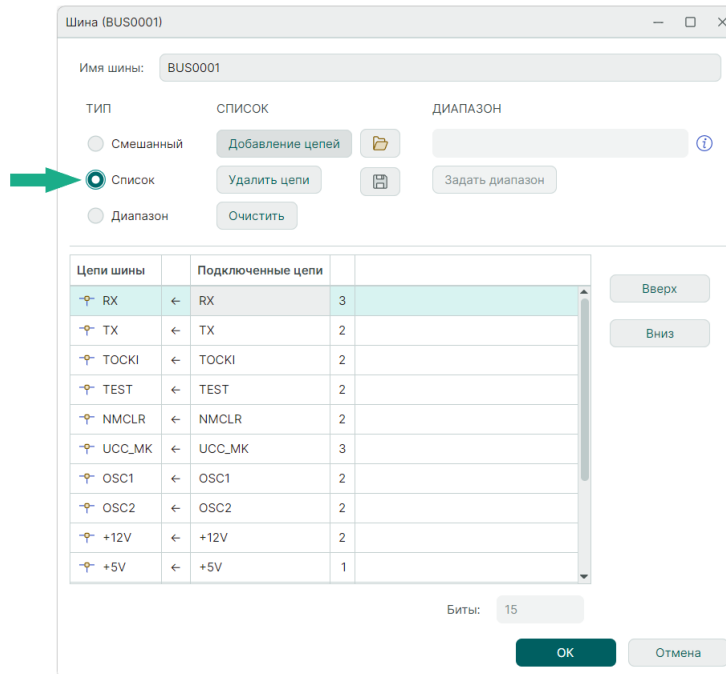 Шина (BUS0001)
Имя шины: BUS0001
ТИП СПИСОК ДИАПАЗОН
Смешанный Добавление цепей
Список Удалить цепи Задать диапазон
Диапазон Очистить
Цепи шины Подключенные цепи
RX ← RX 3
TX ← TX 2
TOCKI ← TOCKI 2
TEST ← TEST 2
NMCLR ← NMCLR 2
UCC_MK ← UCC_MK 3
OSC1 ← OSC1 2
OSC2 ← OSC2 2
+12V ← +12V 2
+5V ← +5V 1
Вверх
Вниз
Биты: 15
ОК Отмена